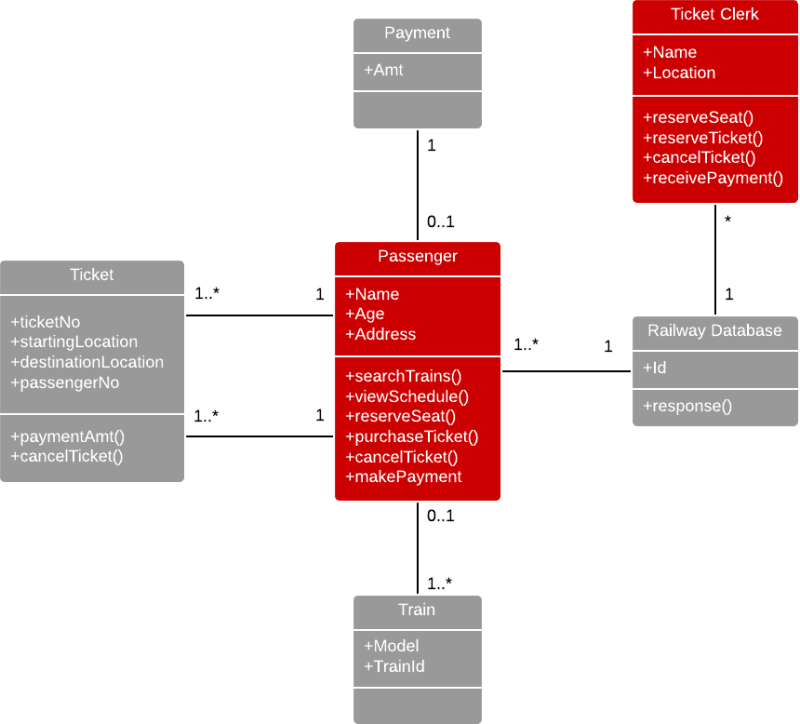 Payment
+Amt
Ticket Clerk
+Name
+Location
+reserveSeat()
+reserveTicket()
+cancelTicket()
+receivePayment()
1
0..1
*
1
Ticket
+ticketNo
+startingLocation
+destinationLocation
+passengerNo
+paymentAmt()
+cancelTicket()
1..*
1
1..*
1
Passenger
+Name
+Age
+Address
+searchTrains()
+viewSchedule()
+reserveSeat()
+purchaseTicket()
+cancelTicket()
+makePayment
1..*
1
Railway Database
+Id
+response()
0..1
1..*
Train
+Model
+TrainId